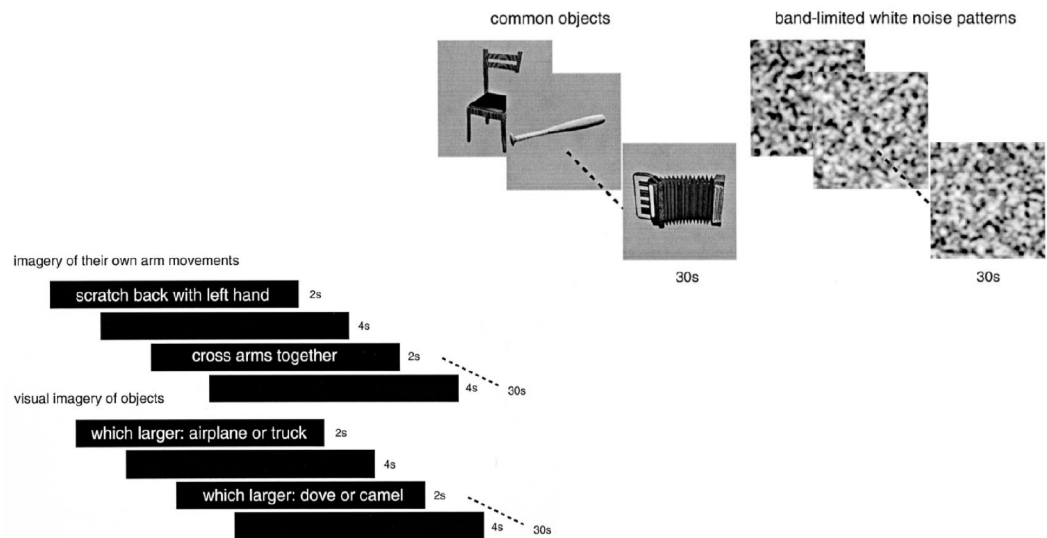 common objects
band-limited white noise patterns
30s
30s
imagery of their own arm movements
scratch back with left hand
2s
4s
cross arms together
2s
4s
30s
visual imagery of objects
which larger: airplane or truck
2s
4s
which larger: dove or camel
2s
4s
30s